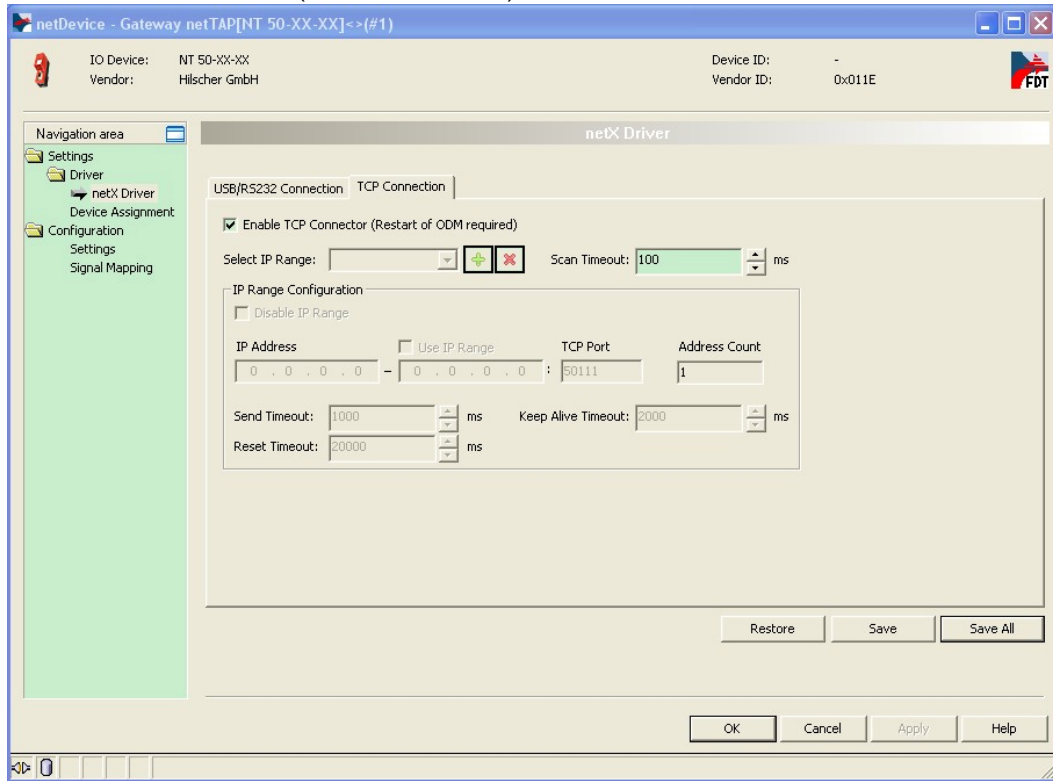 netDevice - Gateway netTAP[NT 50-XX-XX]<>(#1)
IO Device: NT 50-XX-XX Device ID: -
Vendor: Hilscher GmbH Vendor ID: 0x011E
FDT
Navigation area
Settings
Driver
netX Driver
Device Assignment
Configuration
Settings
Signal Mapping
netX Driver
USB/RS232 Connection TCP Connection
Enable TCP Connector (Restart of ODM required)
Select IP Range: Scan Timeout: 100 ms
IP Range Configuration
Disable IP Range
IP Address Use IP Range TCP Port Address Count
0 . 0 . 0 . 0 – 0 . 0 . 0 . 0 : 50111 1
Send Timeout: 1000 ms Keep Alive Timeout: 2000 ms
Reset Timeout: 20000 ms
Restore Save Save All
OK Cancel Apply Help